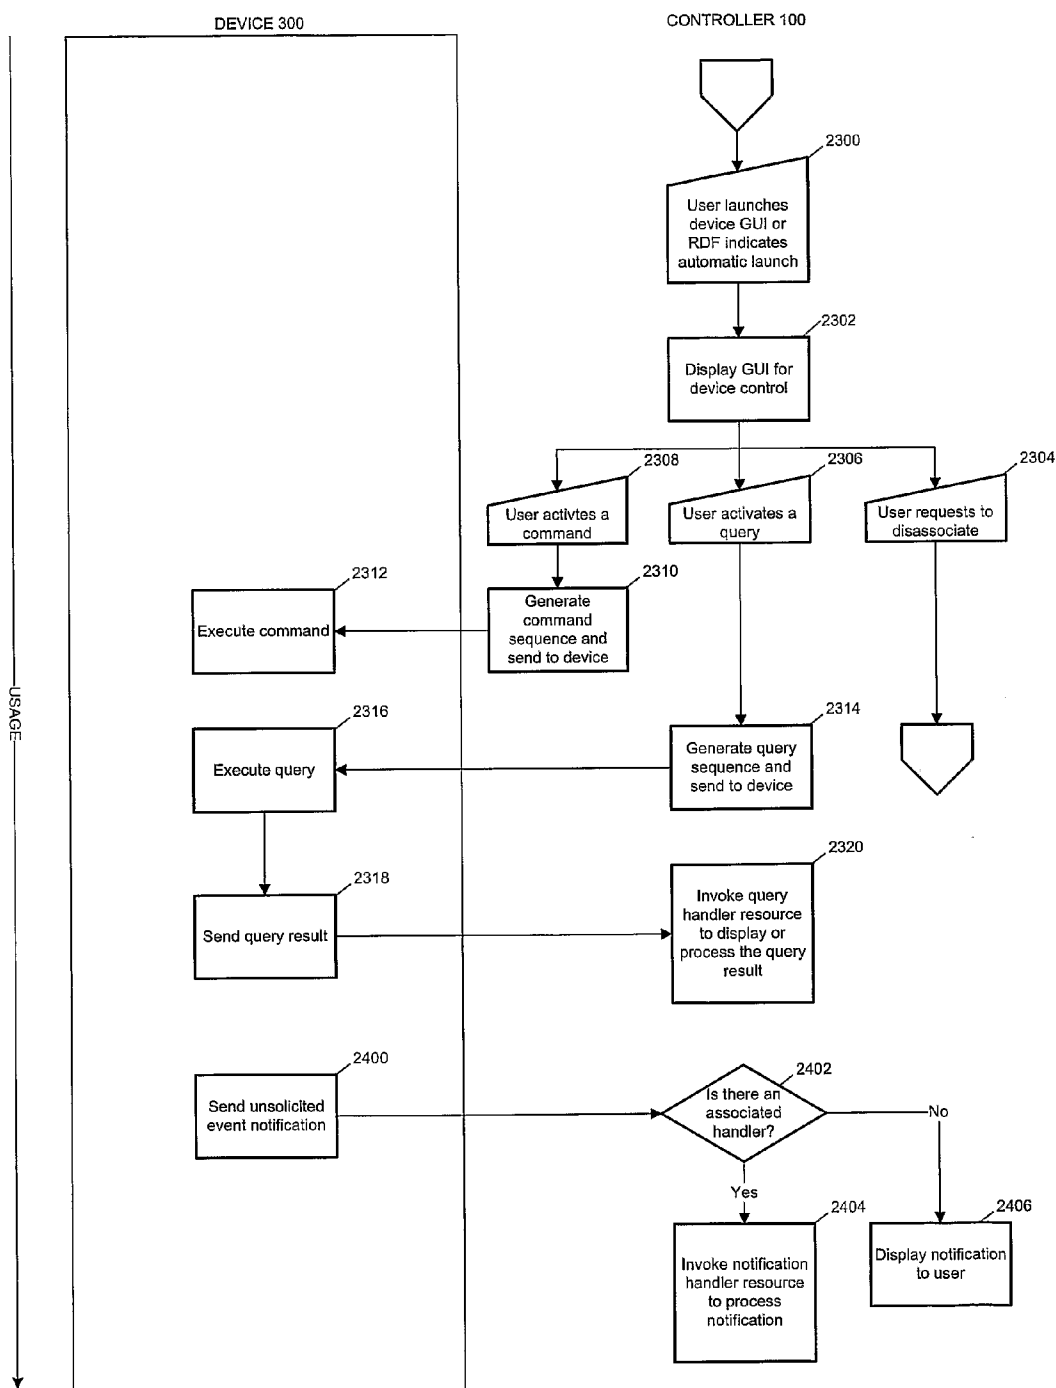 DEVICE 300
CONTROLLER 100
2300
User launches
device GUI or
RDF indicates
automatic launch
2302
Display GUI for
device control
2308
2306
2304
User activtes a
command
User activates a
query
User requests to
disassociate
2312
2310
Execute command
Generate
command
sequence and
send to device
USAGE
2316
2314
Execute query
Generate query
sequence and
send to device
2318
2320
Send query result
Invoke query
handler resource
to display or
process the query
result
2400
2402
Send unsolicited
event notification
Is there an
associated
handler?
No
Yes
2404
2406
Invoke notification
handler resource
to process
notification
Display notification
to user